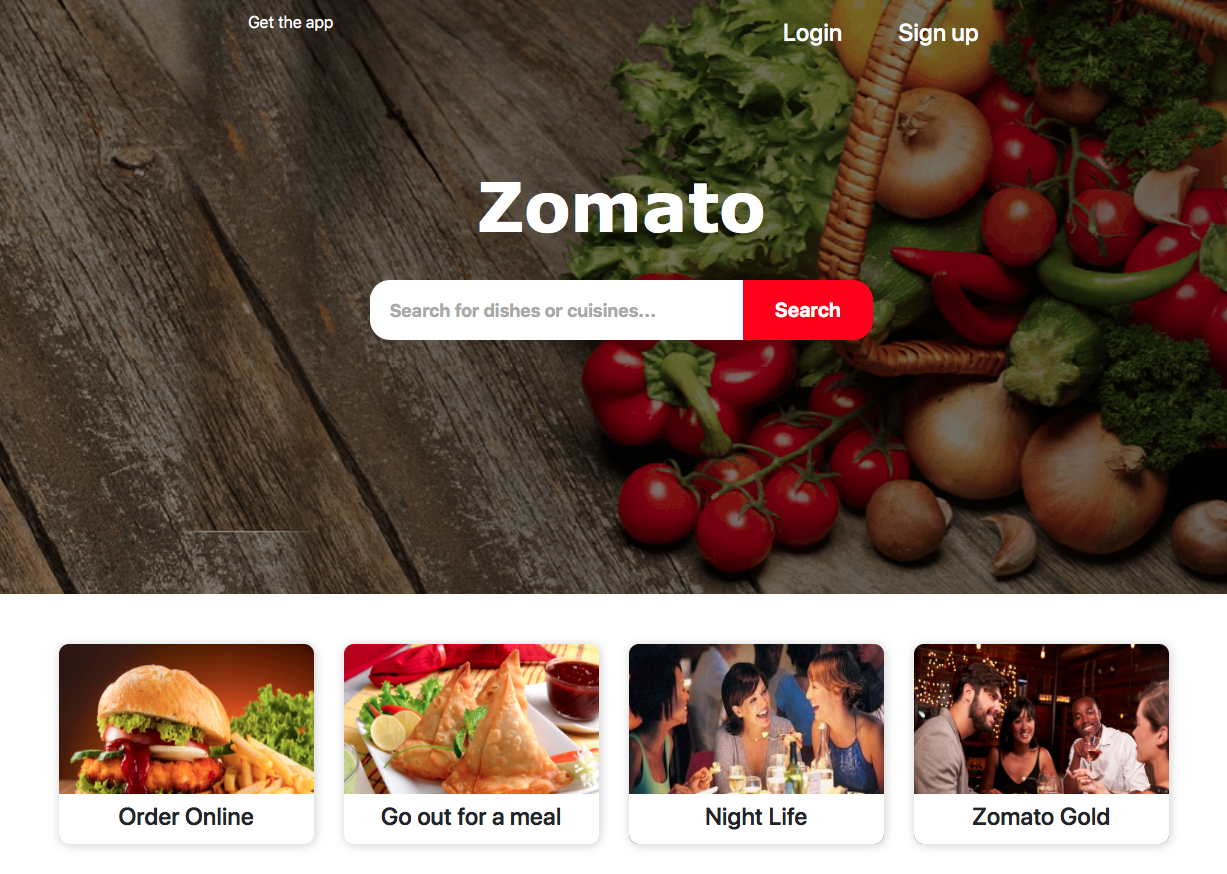 Get the app
Login
Sign up
Zomato
Search for dishes or cuisines...
Search
Order Online
Go out for a meal
Night Life
Zomato Gold